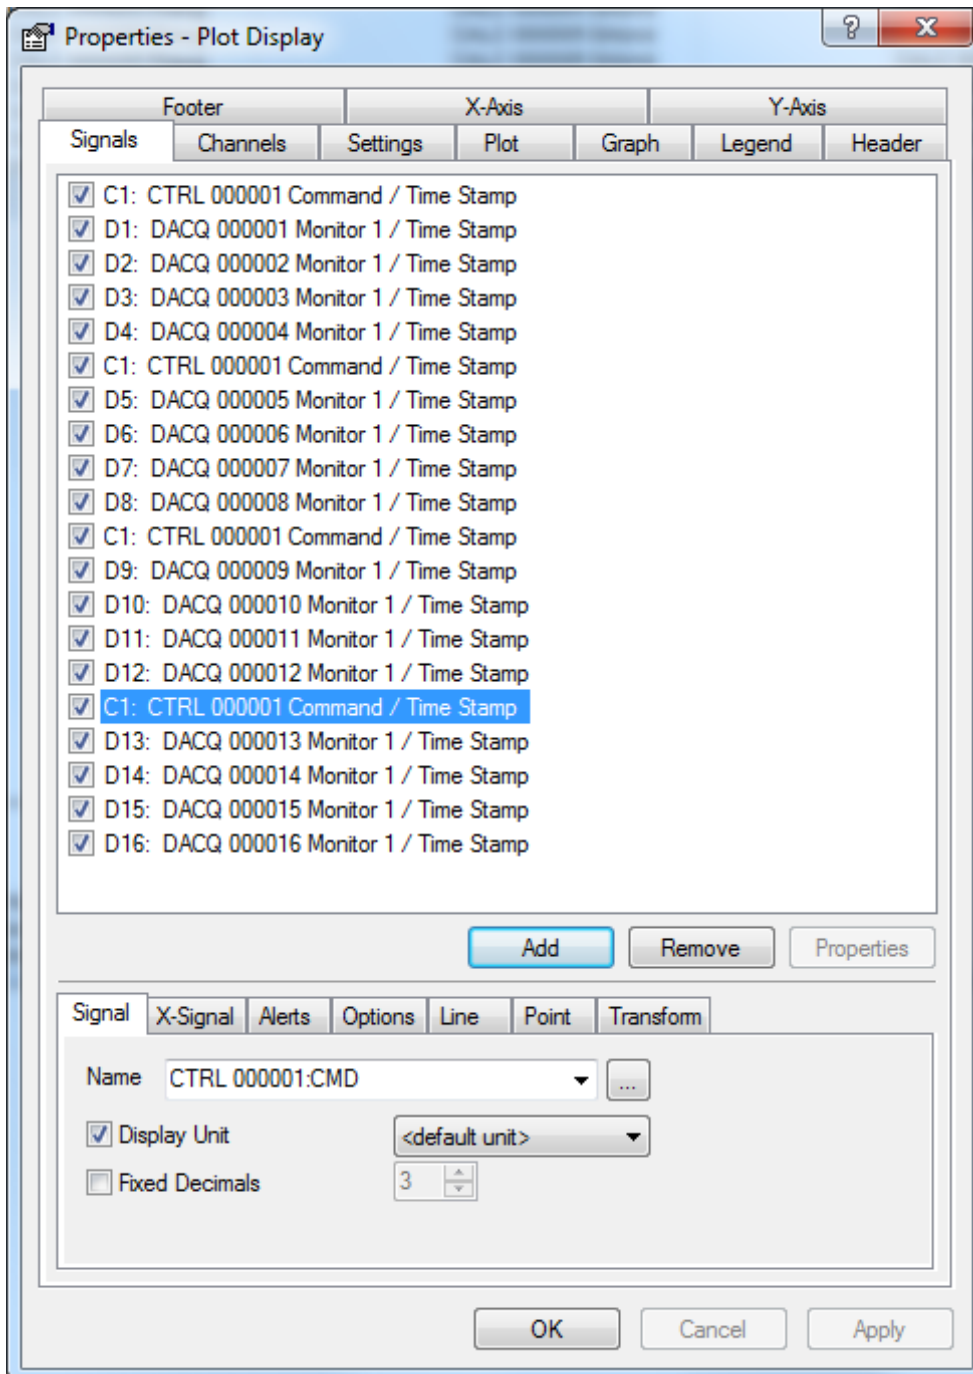 Properties - Plot Display
?
Footer X-Axis Y-Axis
Signals Channels Settings Plot Graph Legend Header
C1: CTRL 000001 Command / Time Stamp
D1: DACQ 000001 Monitor 1 / Time Stamp
D2: DACQ 000002 Monitor 1 / Time Stamp
D3: DACQ 000003 Monitor 1 / Time Stamp
D4: DACQ 000004 Monitor 1 / Time Stamp
C1: CTRL 000001 Command / Time Stamp
D5: DACQ 000005 Monitor 1 / Time Stamp
D6: DACQ 000006 Monitor 1 / Time Stamp
D7: DACQ 000007 Monitor 1 / Time Stamp
D8: DACQ 000008 Monitor 1 / Time Stamp
C1: CTRL 000001 Command / Time Stamp
D9: DACQ 000009 Monitor 1 / Time Stamp
D10: DACQ 000010 Monitor 1 / Time Stamp
D11: DACQ 000011 Monitor 1 / Time Stamp
D12: DACQ 000012 Monitor 1 / Time Stamp
C1: CTRL 000001 Command / Time Stamp
D13: DACQ 000013 Monitor 1 / Time Stamp
D14: DACQ 000014 Monitor 1 / Time Stamp
D15: DACQ 000015 Monitor 1 / Time Stamp
D16: DACQ 000016 Monitor 1 / Time Stamp
Add Remove Properties
Signal X-Signal Alerts Options Line Point Transform
Name CTRL 000001:CMD ...
Display Unit <default unit>
Fixed Decimals 3
OK Cancel Apply